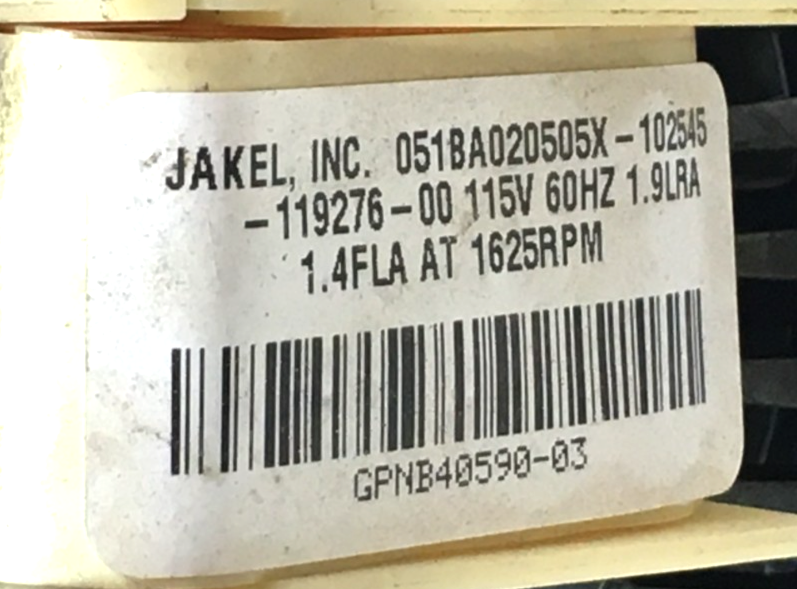 JAKEL, INC. 051BA020505X-102545
-119276-00 115V 60HZ 1.9LRA
1.4FLA AT 1625RPM
GPNB40590-03